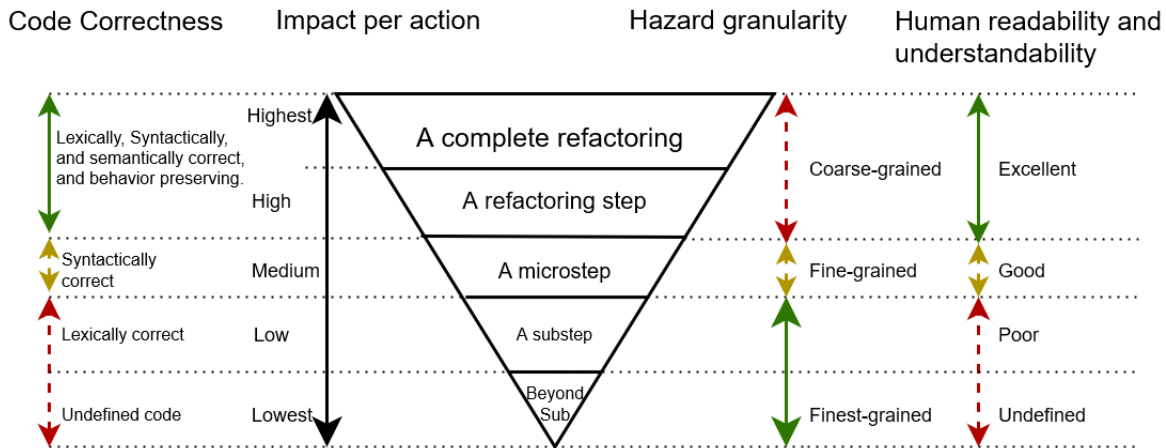 Code Correctness
Impact per action
Hazard granularity
Human readability and
understandability
Highest
Lexically, Syntactically,
and semantically correct,
and behavior preserving.
A complete refactoring
Coarse-grained
Excellent
High
A refactoring step
Syntactically
correct
Medium
A microstep
Fine-grained
Good
Lexically correct
Low
A substep
Poor
Beyond
Sub
Undefined code
Lowest
Finest-grained
Undefined